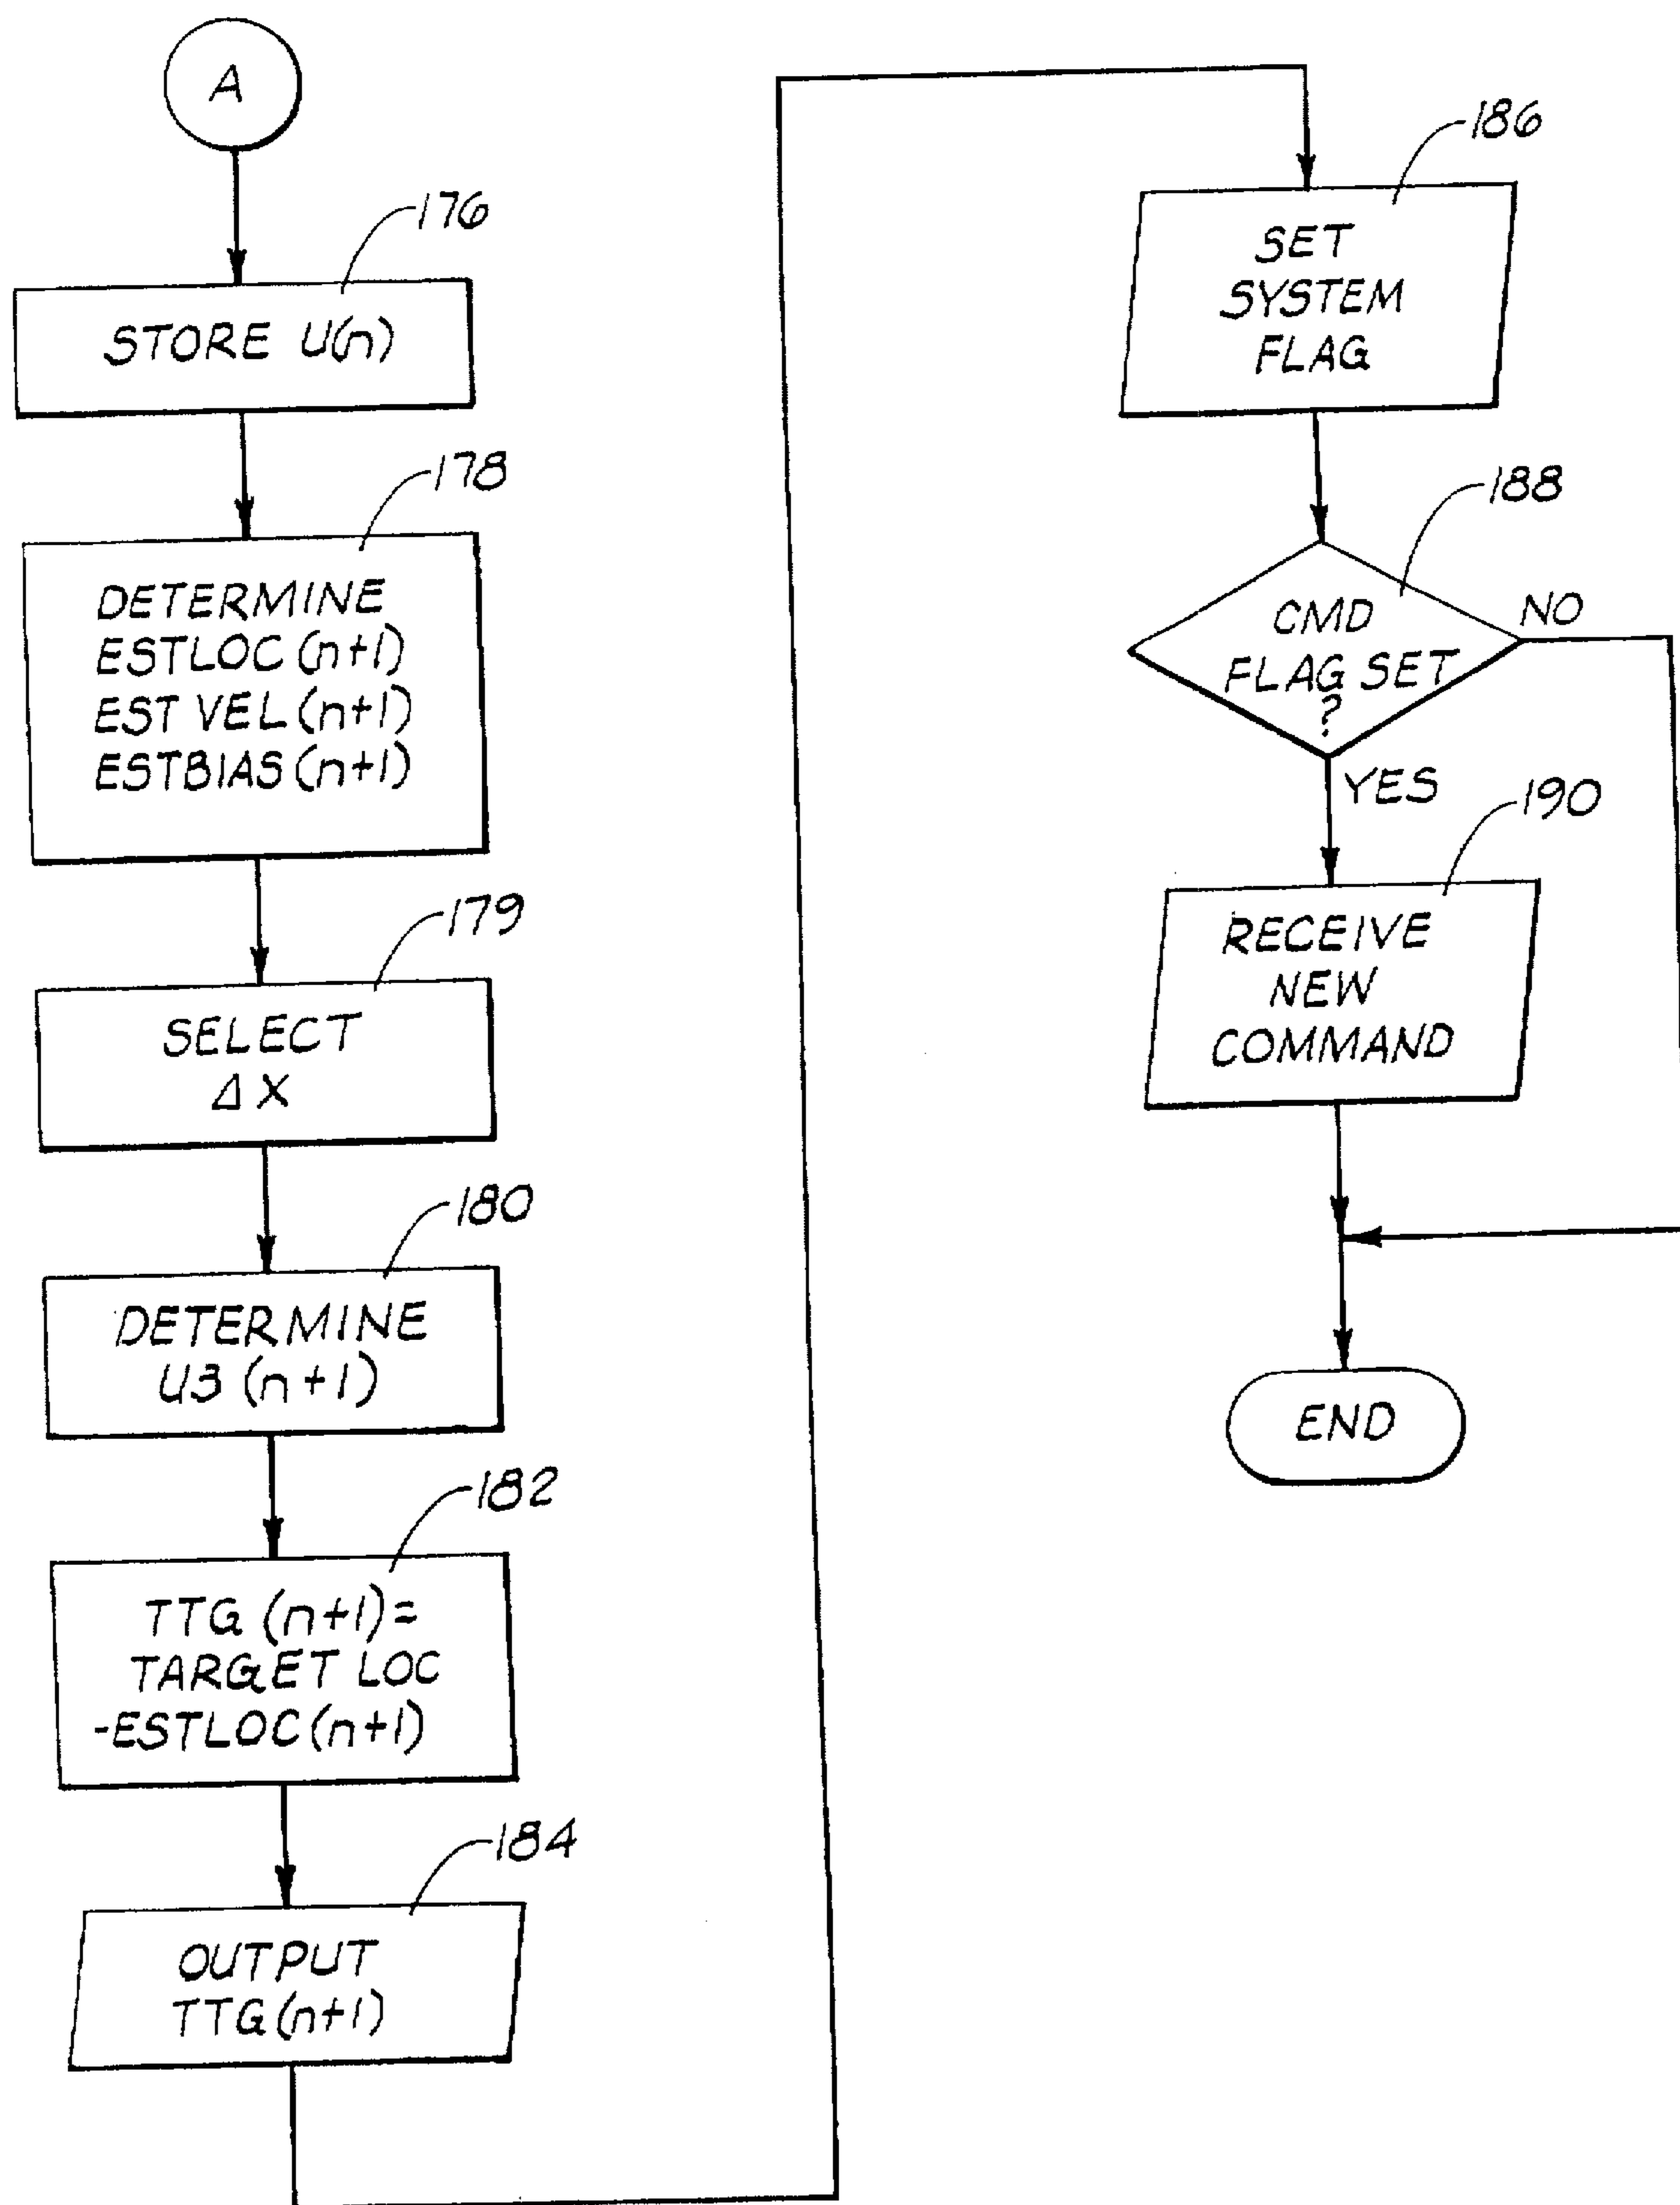 A
176
STORE U(n)
178
DETERMINE
ESTLOC (n+1)
EST VEL (n+1)
ESTBIAS (n+1)
179
SELECT
Δ X
180
DETERMINE
U3 (n+1)
182
TTG (n+1)=
TARGET LOC
-ESTLOC (n+1)
184
OUTPUT
TTG (n+1)
186
SET
SYSTEM
FLAG
188
CMD
FLAG SET
?
NO
YES
190
RECEIVE
NEW
COMMAND
END